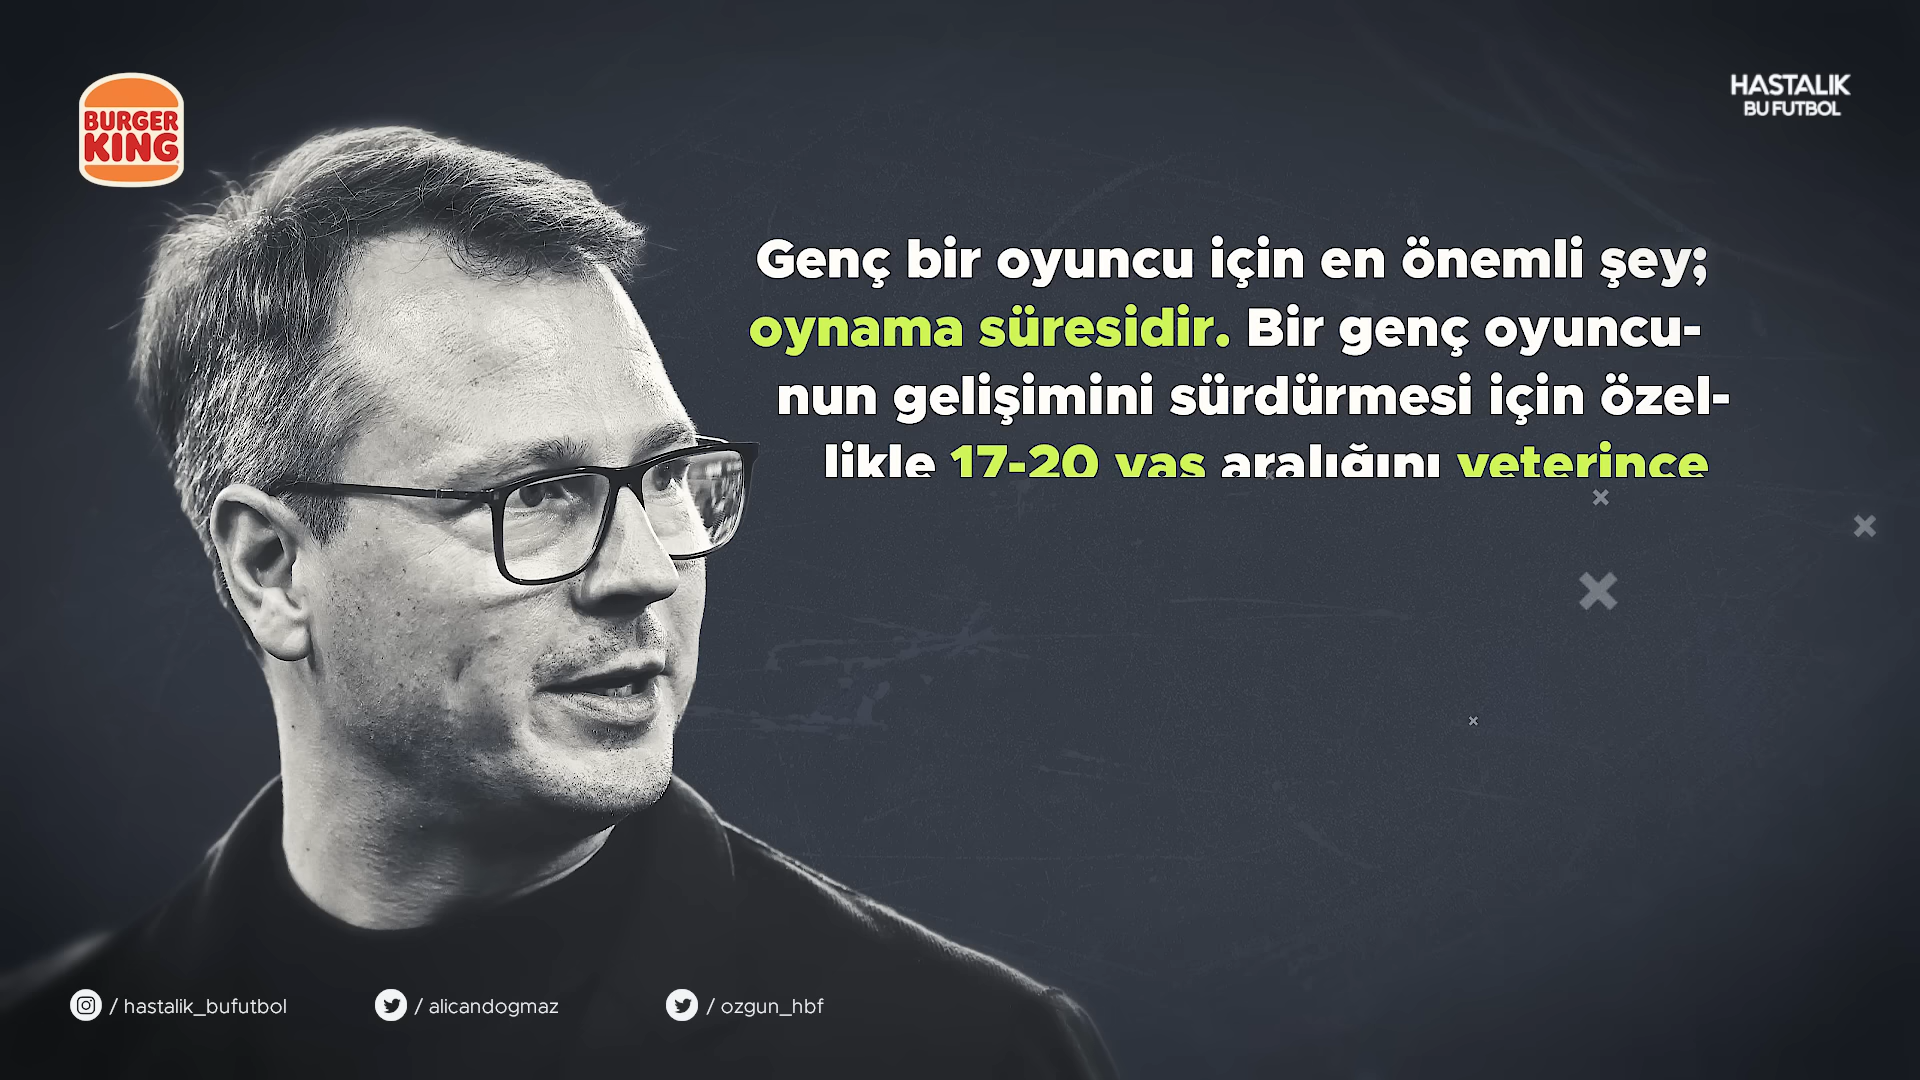 BURGER
KING
HASTALIK
BU FUTBOL
Genç bir oyuncu için en önemli şey;
oynama süresidir. Bir genç oyuncu-
nun gelişimini sürdürmesi için özel-
likle 17-20 yaş aralığını yeterince
/ hastalik_bufutbol
/ alicandogmaz
/ ozgun_hbf